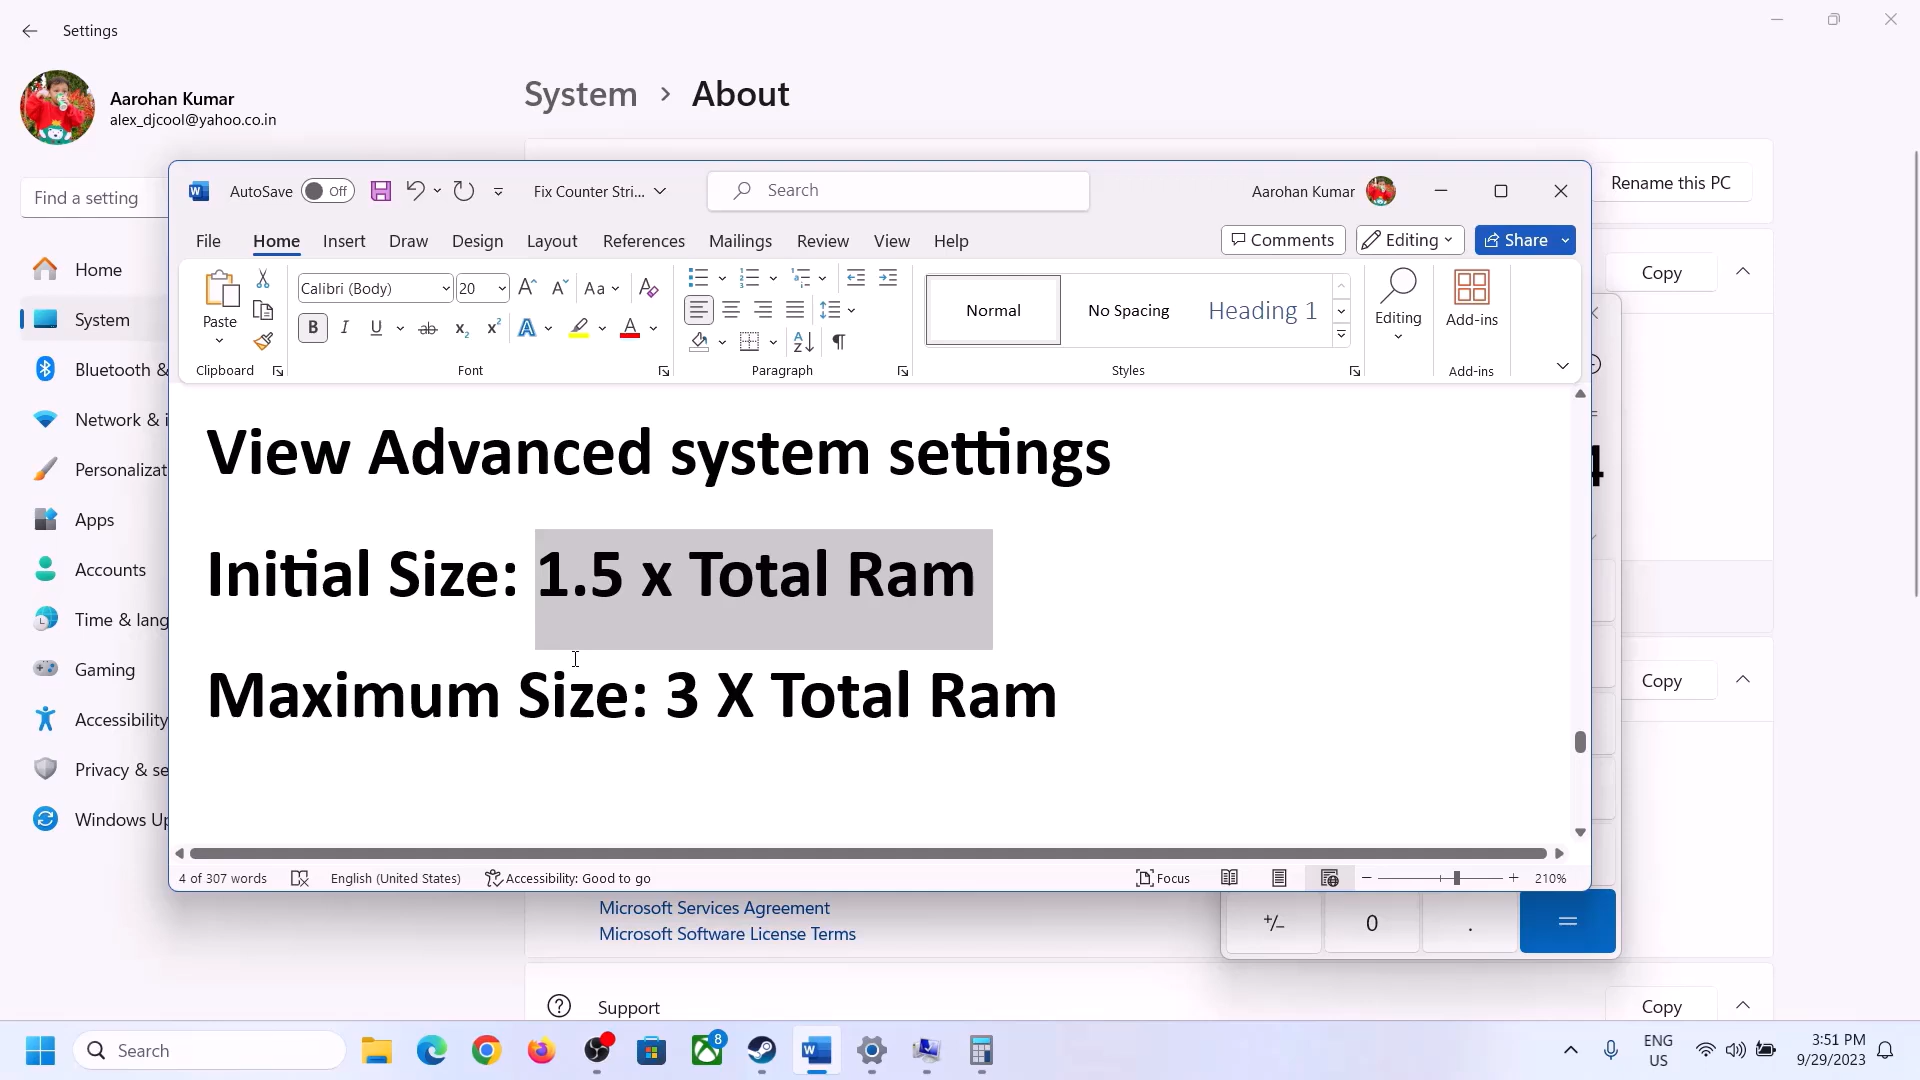 Settings
Aarohan Kumar
alex_djcool@yahoo.co.in
System > About
Find a setting
Rename this PC
AutoSave Off
Fix Counter Stri...
Search
Aarohan Kumar
File Home Insert Draw Design Layout References Mailings Review View Help
Comments Editing Share
Home
System
Bluetooth &
Network & i
Personalizat
Apps
Accounts
Time & lang
Gaming
Accessibility
Privacy & se
Windows Up
Paste
Calibri (Body) 20
Aa
Normal
No Spacing
Heading 1
Editing
Add-ins
Clipboard
Font
Paragraph
Styles
Add-ins
Copy
View Advanced system settings
Initial Size: 1.5 x Total Ram
Maximum Size: 3 X Total Ram
Copy
4
4 of 307 words
English (United States)
Accessibility: Good to go
Focus
210%
Microsoft Services Agreement
Microsoft Software License Terms
+/- 0 . =
Support
Copy
Search
8
ENG
US
3:51 PM
9/29/2023